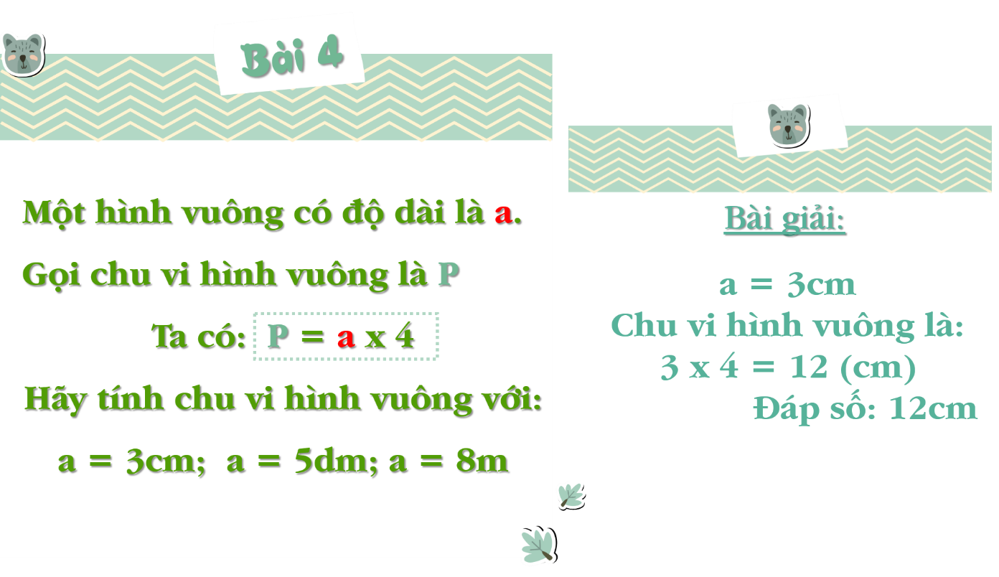 Bài 4
Một hình vuông có độ dài là a.
Gọi chu vi hình vuông là P
Ta có: P = a x 4
Hãy tính chu vi hình vuông với:
a = 3cm; a = 5dm; a = 8m
Bài giải:
a = 3cm
Chu vi hình vuông là:
3 x 4 = 12 (cm)
Đáp số: 12cm